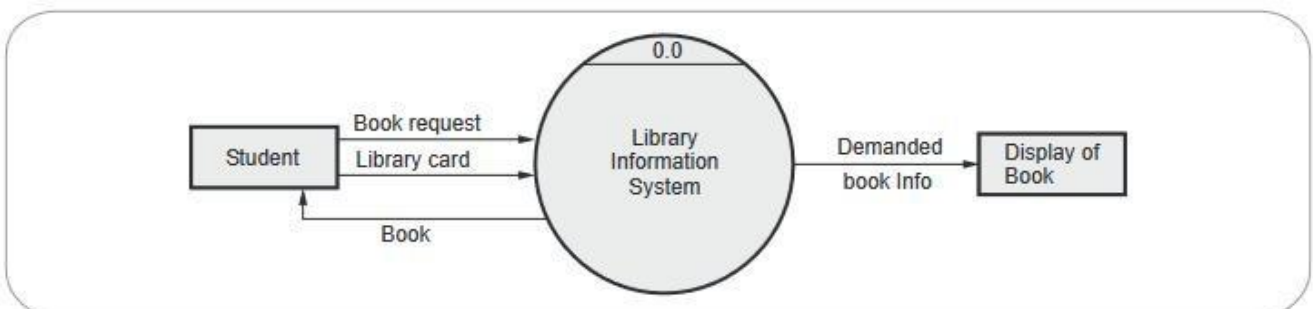 0.0
Student
Book request
Library card
Book
Library
Information
System
Demanded
book Info
Display of
Book